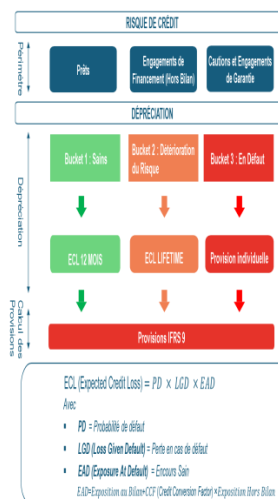 RISQUE DE CRÉDIT
Périmètre
Prêts
Engagements de
Financement (Hors Bilan)
Cautions et Engagements
de Garantie
DÉPRÉCIATION
Dépréciation
Bucket 1 : Sains
Bucket 2 : Détérioration
du Risque
Bucket 3 : En Défaut
ECL 12 MOIS
ECL LIFETIME
Provision individuelle
Calcul des
Provisions
Provisions IFRS 9
ECL (Expected Credit Loss) = PD × LGD × EAD
Avec
▪ PD = Probabilité de défaut
▪ LGD (Loss Given Default) = Perte en cas de défaut
▪ EAD (Exposure At Default) = Encours Sain
EAD=Exposition au Bilan+CCF (Credit Conversion Factor) ×Exposition Hors Bilan